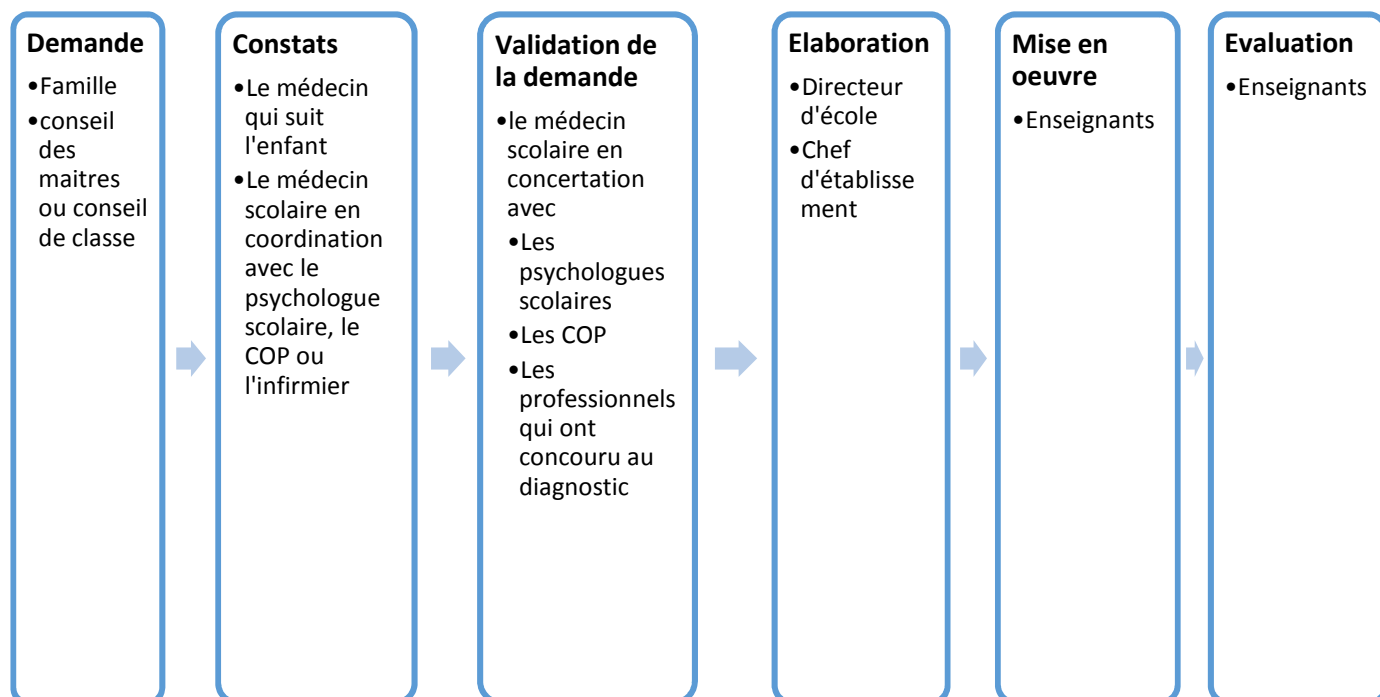 Demande
•Famille
•conseil
des
maitres
ou conseil
de classe
Constats
•Le médecin
qui suit
l'enfant
•Le médecin
scolaire en
coordination
avec le
psychologue
scolaire, le
COP ou
l'infirmier
Validation de
la demande
•le médecin
scolaire en
concertation
avec
•Les
psychologues
scolaires
•Les COP
•Les
professionnels
qui ont
concouru au
diagnostic
Elaboration
•Directeur
d'école
•Chef
d'établisse
ment
Mise en
oeuvre
•Enseignants
Evaluation
•Enseignants